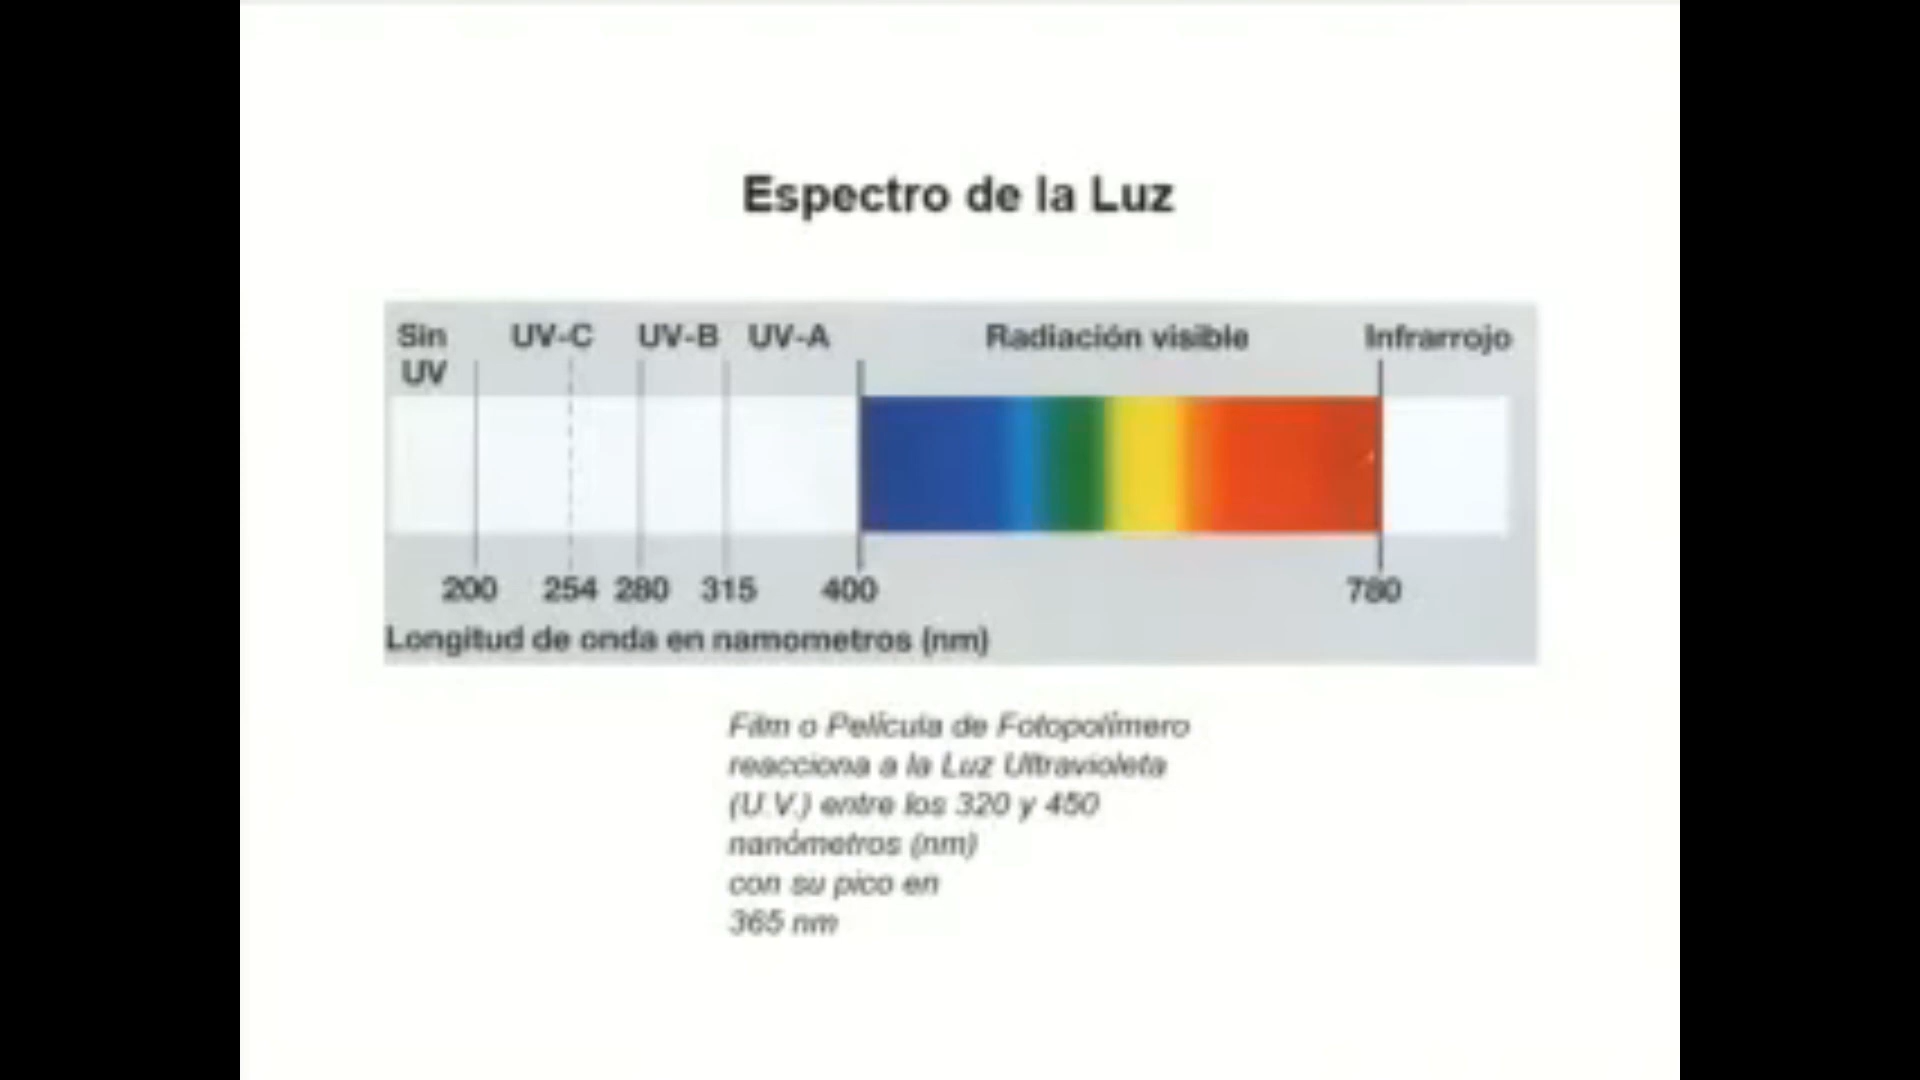 Espectro de la Luz
Sin UV-C UV-B UV-A Radiación visible Infrarrojo
UV
200 254 280 315 400 780
Longitud de onda en namometros (nm)
Film o Película de Fotopolímero
reacciona a la Luz Ultravioleta
(U.V.) entre los 320 y 450
nanómetros (nm)
con su pico en
365 nm